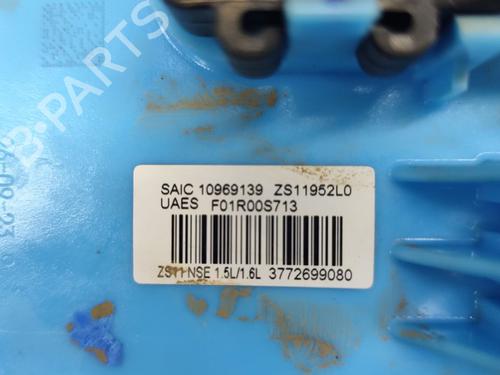 B-PARTS
SAIC 10969139 ZS11952L0
UAES F01R00S713
ZS11-NSE 1.5L/1.6L 3772699080